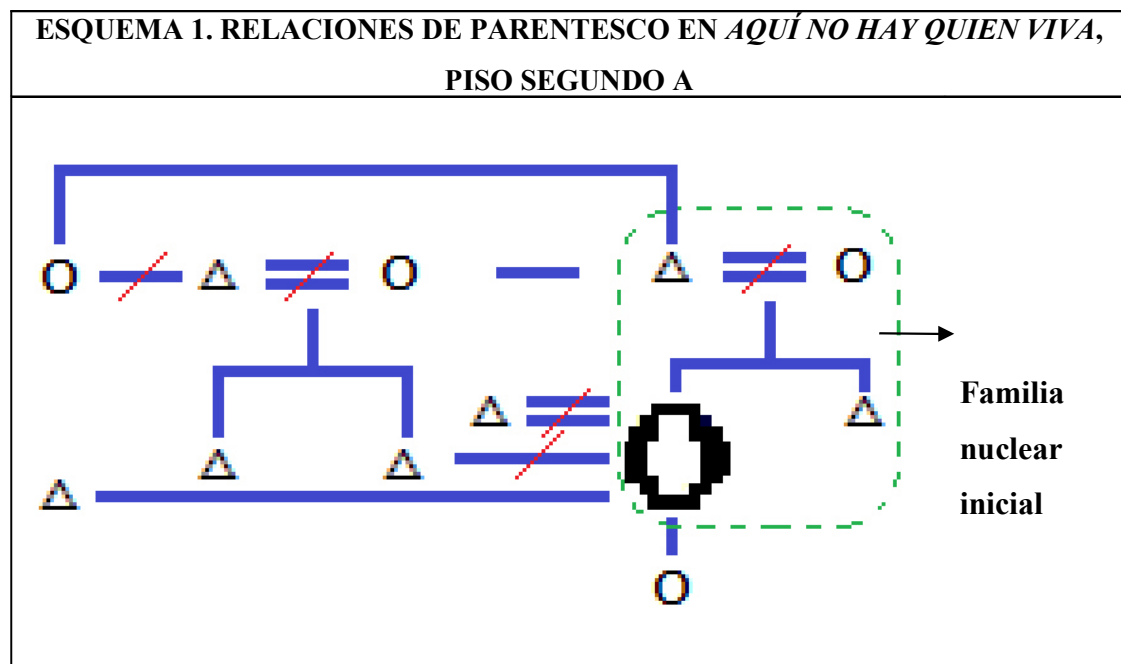 ESQUEMA 1. RELACIONES DE PARENTESCO EN AQUÍ NO HAY QUIEN VIVA,
PISO SEGUNDO A
Familia
nuclear
inicial